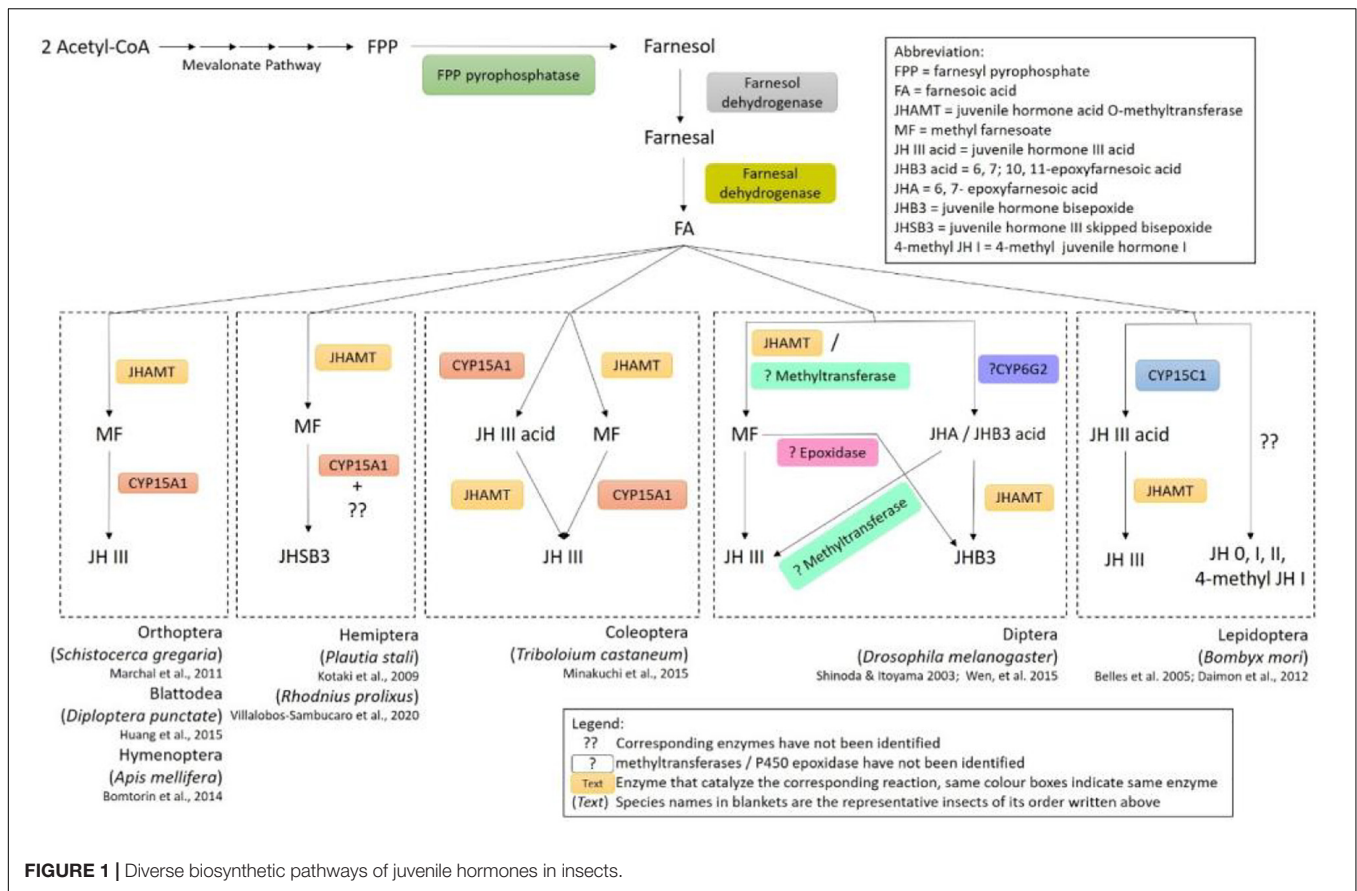 2 Acetyl-CoA
Mevalonate Pathway
FPP
FPP pyrophosphatase
Farnesol
Farnesol
dehydrogenase
Farnesal
Farnesal
dehydrogenase
FA
Abbreviation:
FPP = farnesyl pyrophosphate
FA = farnesoic acid
JHAMT = juvenile hormone acid O-methyltransferase
MF = methyl farnesoate
JH III acid = juvenile hormone III acid
JHB3 acid = 6, 7; 10, 11-epoxyfarnesoic acid
JHA = 6, 7- epoxyfarnesoic acid
JHB3 = juvenile hormone bisepoxide
JHSB3 = juvenile hormone III skipped bisepoxide
4-methyl JH I = 4-methyl juvenile hormone I
JHAMT
MF
CYP15A1
JH III
Orthoptera
(Schistocerca gregaria)
Marchal et al., 2011
Blattodea
(Diploptera punctate)
Huang et al., 2015
Hymenoptera
(Apis mellifera)
Bomtorin et al., 2014
JHAMT
MF
CYP15A1
+
??
JHSB3
Hemiptera
(Plautia stali)
Kotaki et al., 2009
(Rhodnius prolixus)
Villalobos-Sambucaro et al., 2020
CYP15A1
JHAMT
JH III acid
MF
JHAMT
CYP15A1
JH III
Coleoptera
(Triboloium castaneum)
Minakuchi et al., 2015
JHAMT /
? Methyltransferase
?CYP6G2
MF
? Epoxidase
JHA / JHB3 acid
JHAMT
? Methyltransferase
JH III
JHB3
Diptera
(Drosophila melanogaster)
Shinoda & Itoyama 2003; Wen, et al. 2015
CYP15C1
JH III acid
??
JHAMT
JH III
JH 0, I, II,
4-methyl JH I
Lepidoptera
(Bombyx mori)
Belles et al. 2005; Daimon et al., 2012
Legend:
?? Corresponding enzymes have not been identified
? methyltransferases / P450 epoxidase have not been identified
Text Enzyme that catalyze the corresponding reaction, same colour boxes indicate same enzyme
(Text) Species names in blankets are the representative insects of its order written above
FIGURE 1 | Diverse biosynthetic pathways of juvenile hormones in insects.